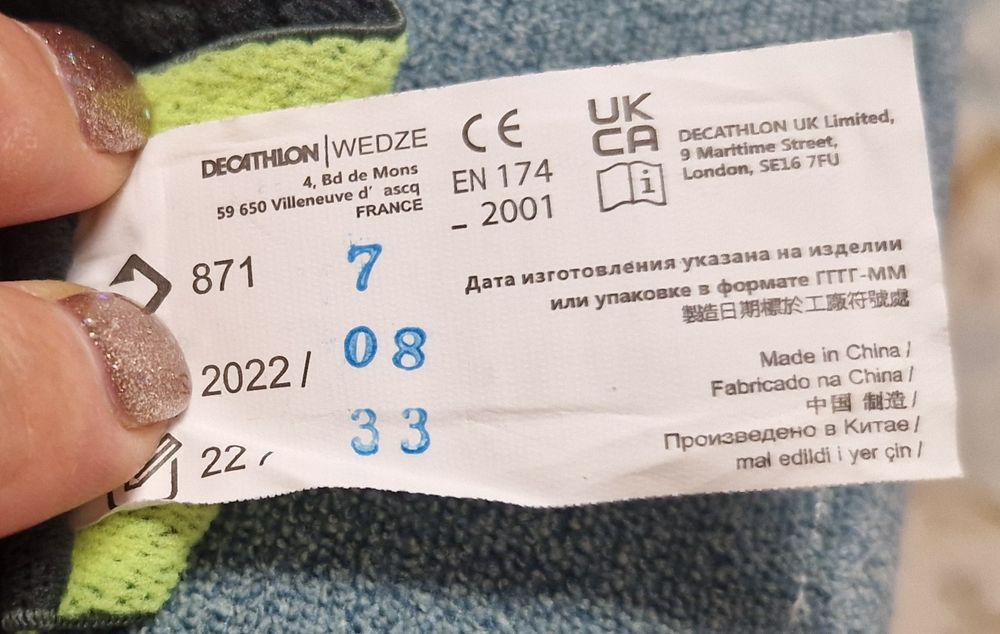 DECATHLON | WEDZE
4, Bd de Mons
59 650 Villeneuve d' ascq
FRANCE
CE
EN 174
_ 2001
UK
CA
DECATHLON UK Limited,
9 Maritime Street,
London, SE16 7FU
871 7
2022 / 08
22 / 33
Дата изготовления указана на изделии
или упаковке в формате ГГГГ-ММ
製造日期標於工廠符號處
Made in China /
Fabricado na China /
中国 制造 /
Произведено в Китае /
mal edildi i yer çin /